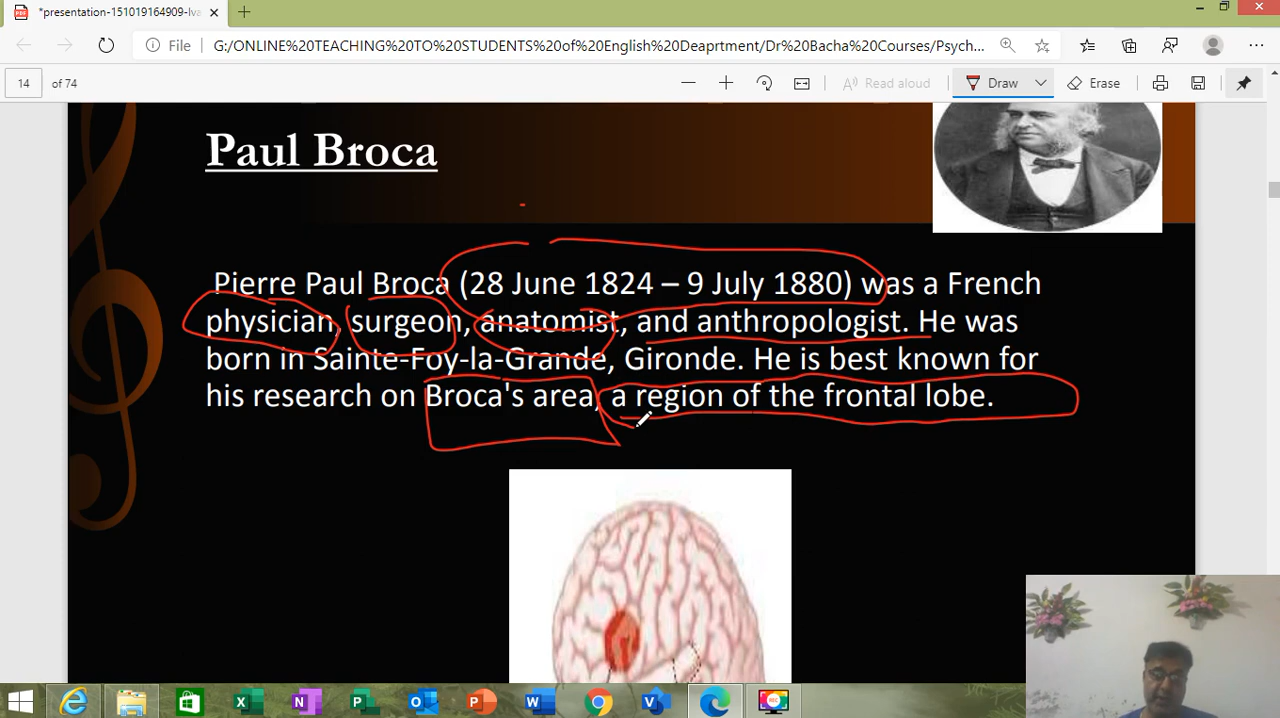 *presentation-151019164909-lva
File
G:/ONLINE%20TEACHING%20TO%20STUDENTS%20of%20English%20Deaprtment/Dr%20Bacha%20Courses/Psych...
14 of 74
Read aloud
Draw
Erase
Paul Broca
Pierre Paul Broca (28 June 1824 – 9 July 1880) was a French
physician, surgeon, anatomist, and anthropologist. He was
born in Sainte-Foy-la-Grande, Gironde. He is best known for
his research on Broca's area, a region of the frontal lobe.